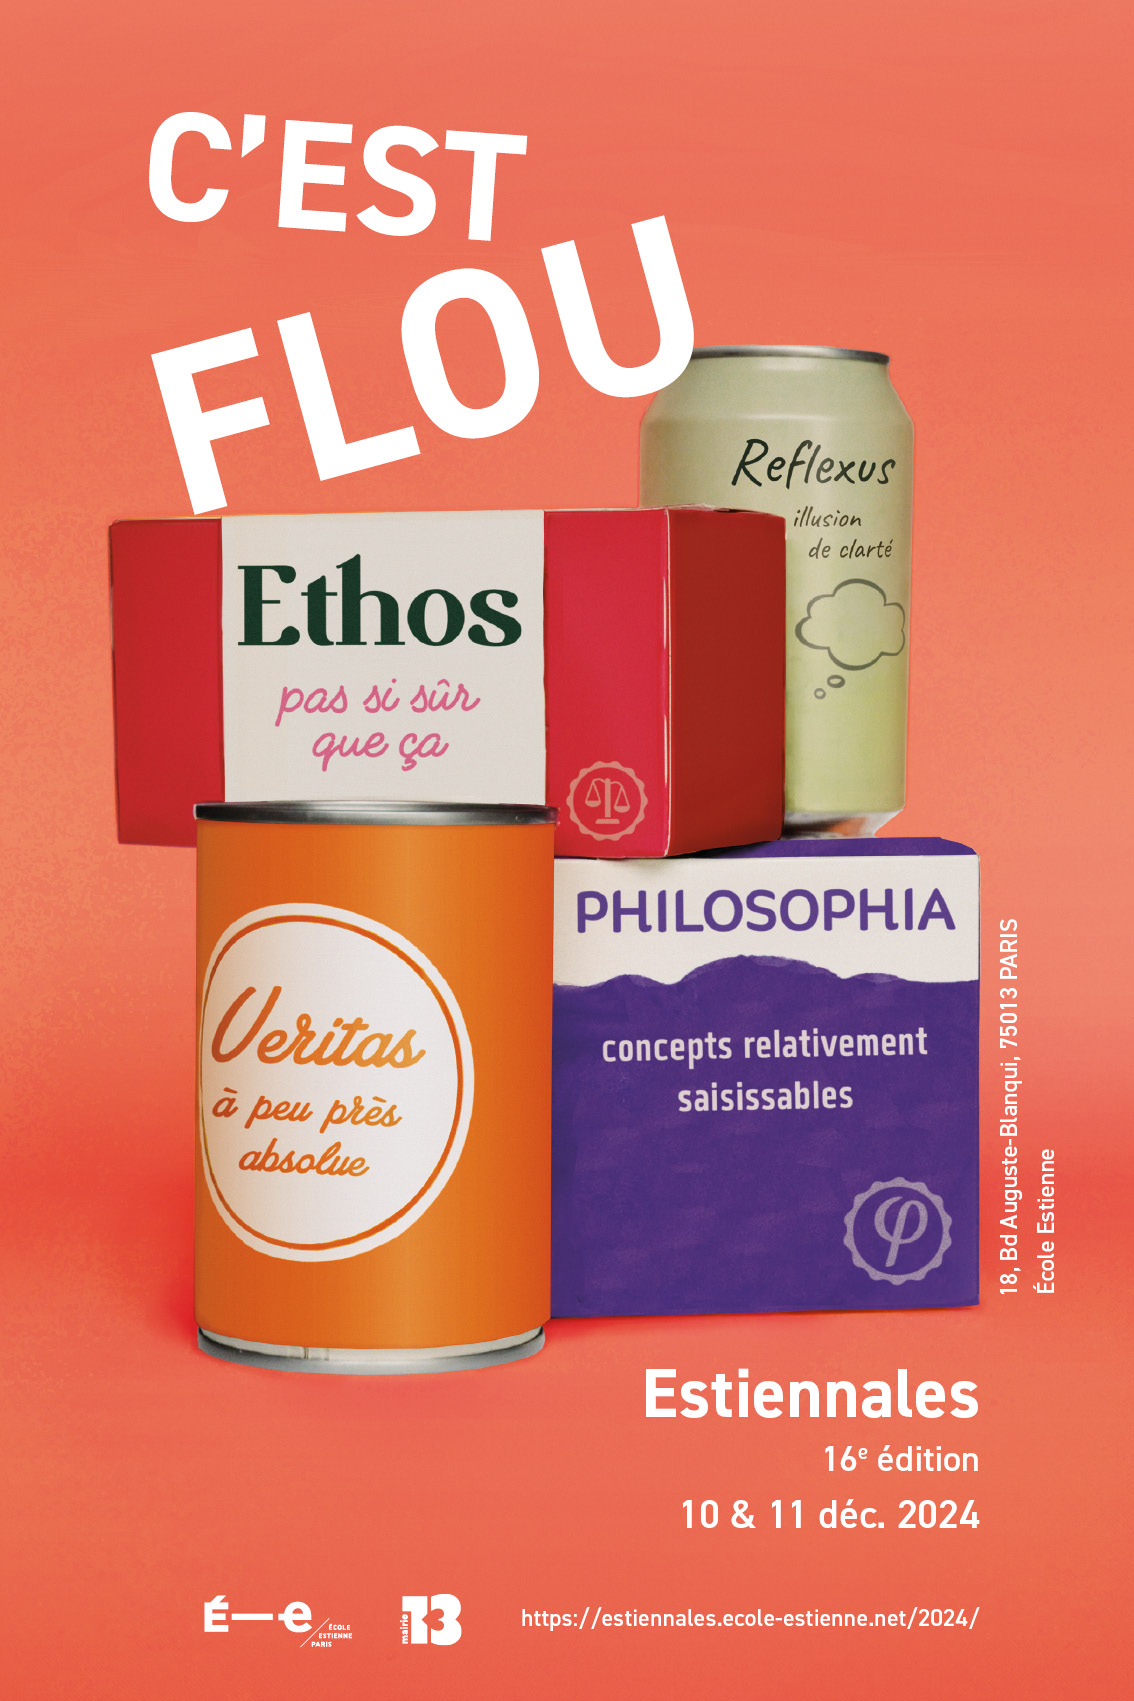 C'EST
FLOU
Reflexus
illusion
de clarté
Ethos
pas si sûr
que ça
PHILOSOPHIA
concepts relativement
saisissables
φ
Veritas
à peu près
absolue
18, Bd Auguste-Blanqui, 75013 PARIS
École Estienne
Estiennales
16e édition
10 & 11 déc. 2024
É—e
ÉCOLE
ESTIENNE
PARIS
mairie 13
https://estiennales.ecole-estienne.net/2024/